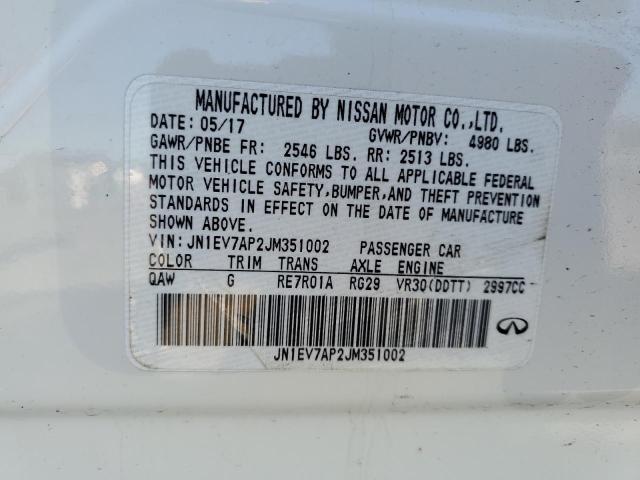 MANUFACTURED BY NISSAN MOTOR CO.,LTD.
DATE: 05/17 GVWR/PNBV: 4980 LBS.
GAWR/PNBE FR: 2546 LBS. RR: 2513 LBS.
THIS VEHICLE CONFORMS TO ALL APPLICABLE FEDERAL
MOTOR VEHICLE SAFETY,BUMPER,AND THEFT PREVENTION
STANDARDS IN EFFECT ON THE DATE OF MANUFACTURE
SHOWN ABOVE.
VIN: JN1EV7AP2JM351002 PASSENGER CAR
COLOR TRIM TRANS AXLE ENGINE
QAW G RE7R01A RG29 VR30(DDTT) 2997CC
JN1EV7AP2JM351002